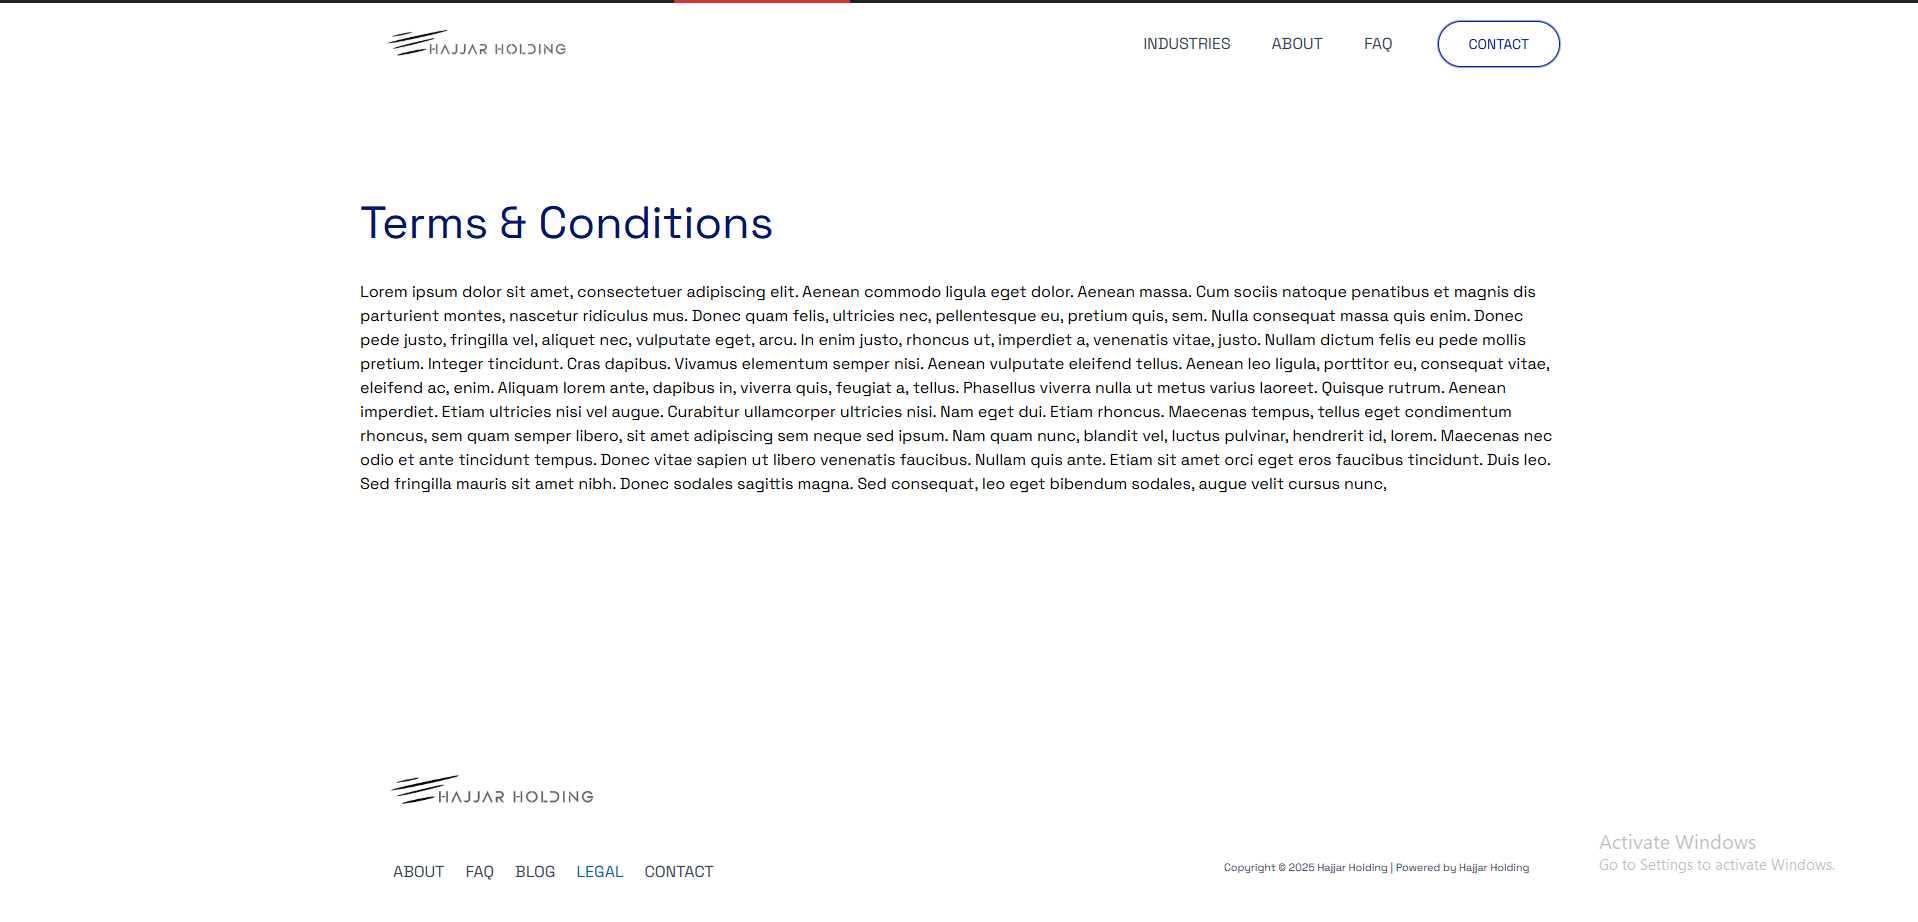 HAJJAR HOLDING
INDUSTRIES ABOUT FAQ CONTACT
Terms & Conditions
Lorem ipsum dolor sit amet, consectetuer adipiscing elit. Aenean commodo ligula eget dolor. Aenean massa. Cum sociis natoque penatibus et magnis dis
parturient montes, nascetur ridiculus mus. Donec quam felis, ultricies nec, pellentesque eu, pretium quis, sem. Nulla consequat massa quis enim. Donec
pede justo, fringilla vel, aliquet nec, vulputate eget, arcu. In enim justo, rhoncus ut, imperdiet a, venenatis vitae, justo. Nullam dictum felis eu pede mollis
pretium. Integer tincidunt. Cras dapibus. Vivamus elementum semper nisi. Aenean vulputate eleifend tellus. Aenean leo ligula, porttitor eu, consequat vitae,
eleifend ac, enim. Aliquam lorem ante, dapibus in, viverra quis, feugiat a, tellus. Phasellus viverra nulla ut metus varius laoreet. Quisque rutrum. Aenean
imperdiet. Etiam ultricies nisi vel augue. Curabitur ullamcorper ultricies nisi. Nam eget dui. Etiam rhoncus. Maecenas tempus, tellus eget condimentum
rhoncus, sem quam semper libero, sit amet adipiscing sem neque sed ipsum. Nam quam nunc, blandit vel, luctus pulvinar, hendrerit id, lorem. Maecenas nec
odio et ante tincidunt tempus. Donec vitae sapien ut libero venenatis faucibus. Nullam quis ante. Etiam sit amet orci eget eros faucibus tincidunt. Duis leo.
Sed fringilla mauris sit amet nibh. Donec sodales sagittis magna. Sed consequat, leo eget bibendum sodales, augue velit cursus nunc,
HAJJAR HOLDING
ABOUT FAQ BLOG LEGAL CONTACT
Copyright © 2025 Hajjar Holding | Powered by Hajjar Holding
Activate Windows
Go to Settings to activate Windows.